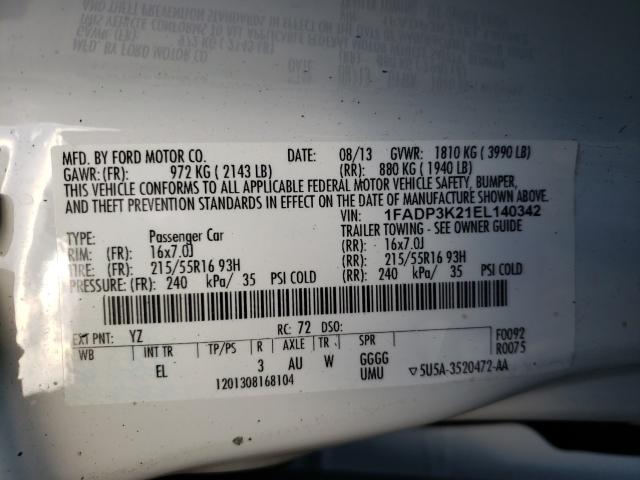 MFD. BY FORD MOTOR CO. DATE: 08/13 GVWR: 1810 KG ( 3990 LB)
GAWR: (FR): 972 KG ( 2143 LB) (RR): 880 KG ( 1940 LB)
THIS VEHICLE CONFORMS TO ALL APPLICABLE FEDERAL MOTOR VEHICLE SAFETY, BUMPER,
AND THEFT PREVENTION STANDARDS IN EFFECT ON THE DATE OF MANUFACTURE SHOWN ABOVE.
VIN: 1FADP3K21EL140342
TYPE: Passenger Car TRAILER TOWING - SEE OWNER GUIDE
RIM: (FR): 16x7.0J (RR): 16x7.0J
TIRE: (FR): 215/55R16 93H (RR): 215/55R16 93H
PRESSURE: (FR): 240 kPa/ 35 PSI COLD (RR): 240 kPa/ 35 PSI COLD
EXT PNT: YZ RC: 72 DSO: F0092
WB INT TR TP/PS R AXLE TR SPR R0075
EL 3 AU W GGGG
1201308168104 UMU ▽5U5A-3520472-AA